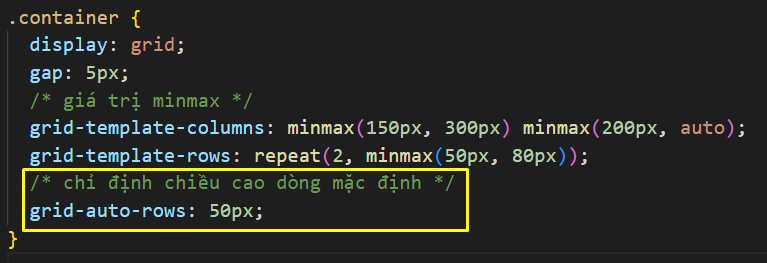 .container {
display: grid;
gap: 5px;
/* giá trị minmax */
grid-template-columns: minmax(150px, 300px) minmax(200px, auto);
grid-template-rows: repeat(2, minmax(50px, 80px));
/* chỉ định chiều cao dòng mặc định */
grid-auto-rows: 50px;
}